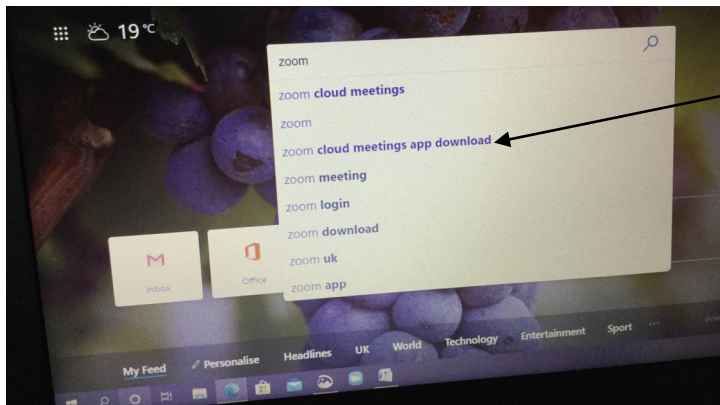 19 °C
zoom
zoom cloud meetings
zoom
zoom cloud meetings app download
zoom meeting
zoom login
zoom download
zoom uk
zoom app
Inbox
Office
My Feed
Personalise
Headlines
UK
World
Technology
Entertainment
Sport
...